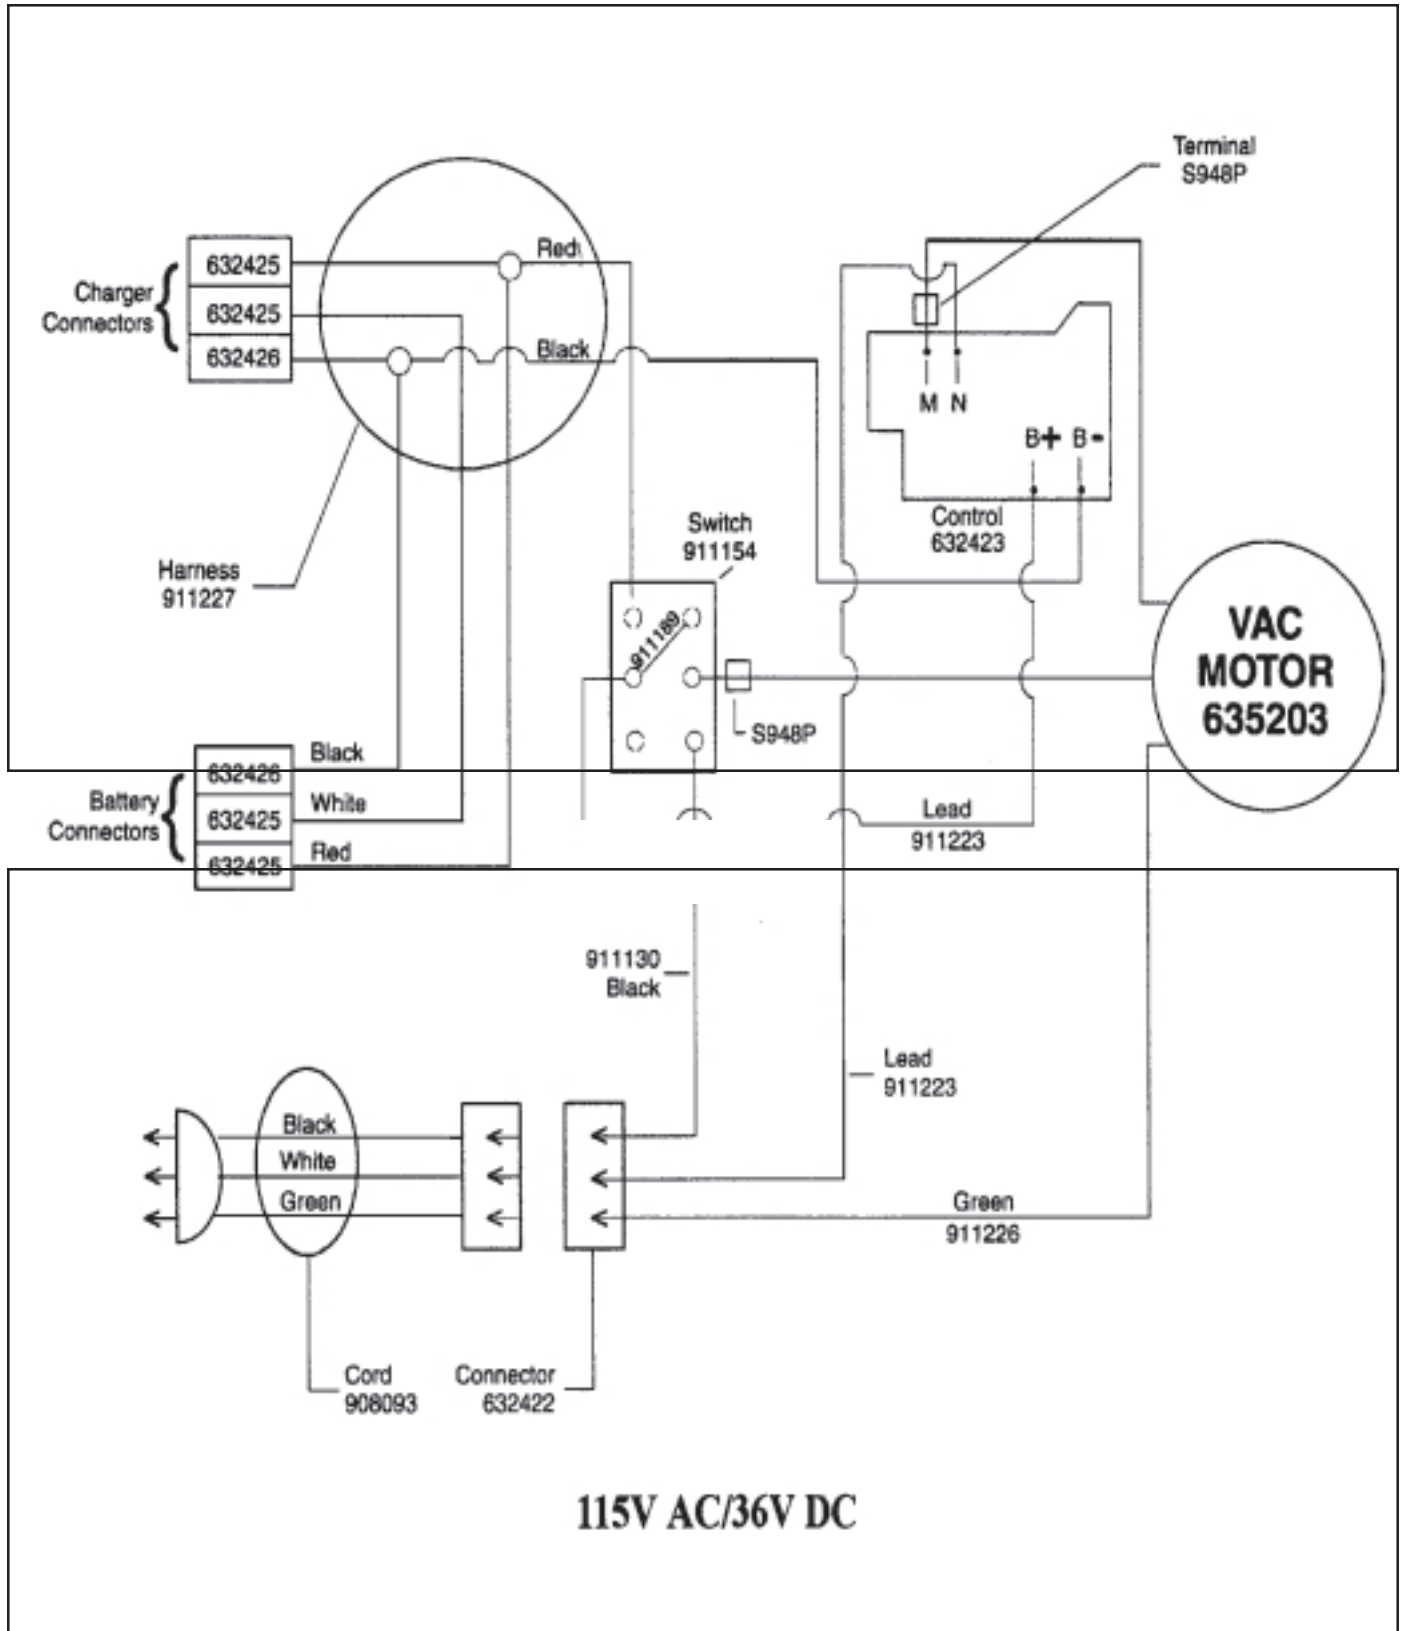 Terminal
S948P
Red
632425
Charger
Connectors
632425
632426
Black
M N
B+ B-
Control
632423
Switch
911154
Harness
911227
911189
VAC
MOTOR
635203
S948P
Black
632426
Battery
Connectors
White
632425
Red
632425
Lead
911223
911130
Black
Lead
911223
Black
White
Green
Green
911226
Cord
908093
Connector
632422
115V AC/36V DC